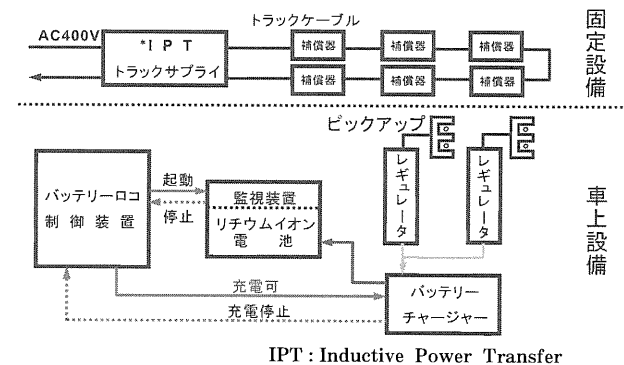 AC400V
*IPT
トラックサプライ
トラックケーブル
補償器
補償器
補償器
補償器
補償器
補償器
固定設備
ピックアップ
レギュレータ
レギュレータ
車上設備
バッテリーロコ
制御装置
起動
停止
監視装置
リチウムイオン
電池
充電可
充電停止
バッテリー
チャージャー
IPT : Inductive Power Transfer